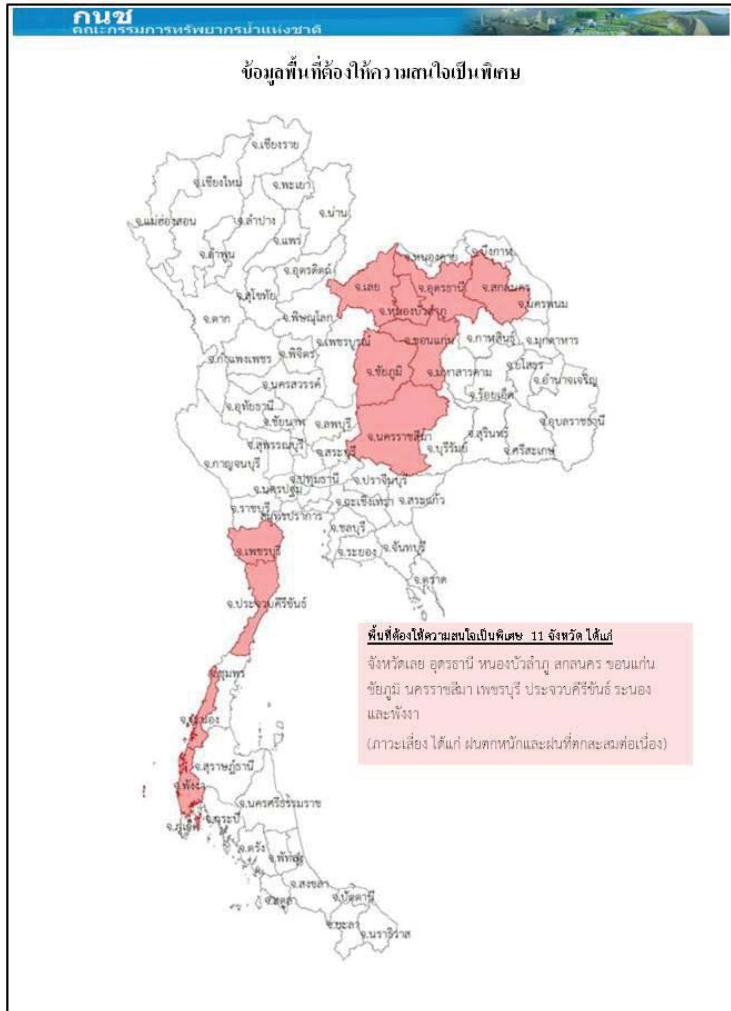 กนช
คณะกรรมการทรัพยากรน้ำแห่งชาติ
ข้อมูลพื้นที่ต้องให้ความสนใจเป็นพิเศษ
จ.เชียงราย
จ.เชียงใหม่
จ.พะเยา
จ.น่าน
จ.แม่ฮ่องสอน
จ.ลำปาง
จ.แพร่
จ.ลำพูน
จ.อุตรดิตถ์
จ.หนองคาย
จ.บึงกาฬ
จ.เลย
จ.อุดรธานี
จ.สกลนคร
จ.นครพนม
จ.สุโขทัย
จ.ตาก
จ.พิษณุโลก
จ.หนองบัวลำภู
จ.เพชรบูรณ์
จ.ขอนแก่น
จ.กาฬสินธุ์
จ.มุกดาหาร
จ.กำแพงเพชร
จ.พิจิตร
จ.ชัยภูมิ
จ.มหาสารคาม
จ.ยโสธร
จ.อำนาจเจริญ
จ.นครสวรรค์
จ.ร้อยเอ็ด
จ.อุทัยธานี
จ.ชัยนาท
จ.ลพบุรี
จ.อุบลราชธานี
จ.นครราชสีมา
จ.สุรินทร์
จ.สุพรรณบุรี
จ.สระบุรี
จ.บุรีรัมย์
จ.ศรีสะเกษ
จ.กาญจนบุรี
จ.ปทุมธานี
จ.ปราจีนบุรี
จ.นครปฐม
จ.ฉะเชิงเทรา
จ.สระแก้ว
จ.ราชบุรี
สมุทรปราการ
จ.ชลบุรี
จ.เพชรบุรี
จ.ระยอง
จ.จันทบุรี
จ.ตราด
จ.ประจวบคีรีขันธ์
พื้นที่ต้องให้ความสนใจเป็นพิเศษ 11 จังหวัด ได้แก่
จังหวัดเลย อุดรธานี หนองบัวลำภู สกลนคร ขอนแก่น
ชัยภูมิ นครราชสีมา เพชรบุรี ประจวบคีรีขันธ์ ระนอง
และพังงา
(ภาวะเสี่ยง ได้แก่ ฝนตกหนักและฝนที่ตกสะสมต่อเนื่อง)
จ.ชุมพร
จ.ระนอง
จ.สุราษฎ์ธานี
จ.พังงา
จ.นครศรีธรรมราช
จ.ภูเก็ต
จ.กระบี่
จ.ตรัง
จ.พัทลุง
จ.สงขลา
จ.สตูล
จ.ปัตตานี
จ.ยะลา
จ.นราธิวาส